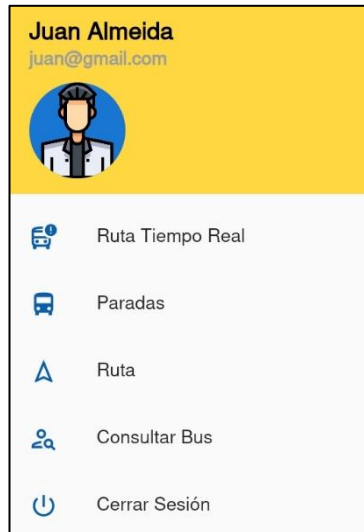 Juan Almeida
juan@gmail.com
Ruta Tiempo Real
Paradas
Ruta
Consultar Bus
Cerrar Sesión